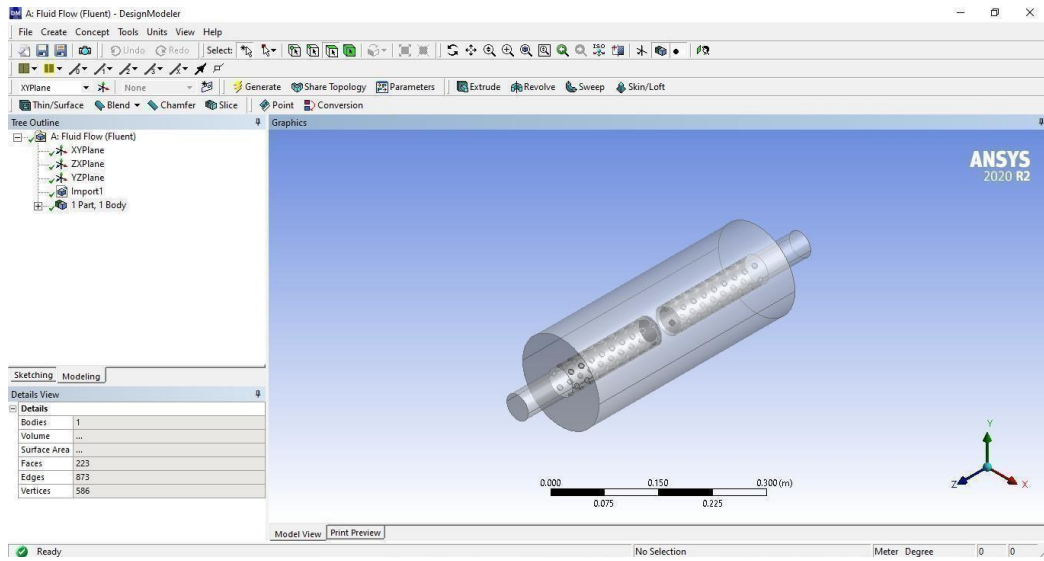 DM A: Fluid Flow (Fluent) - DesignModeler
File Create Concept Tools Units View Help
Undo Redo Select:
XYPlane None Generate Share Topology Parameters Extrude Revolve Sweep Skin/Loft
Thin/Surface Blend Chamfer Slice Point Conversion
Tree Outline Graphics
A: Fluid Flow (Fluent)
XYPlane
ZXPlane
YZPlane
Import1
1 Part, 1 Body
ANSYS
2020 R2
Sketching Modeling
Details View
Details
Bodies 1
Volume ...
Surface Area ...
Faces 223
Edges 873
Vertices 586
0.000 0.150 0.300 (m)
0.075 0.225
Y
Z X
Model View Print Preview
Ready No Selection Meter Degree 0 0